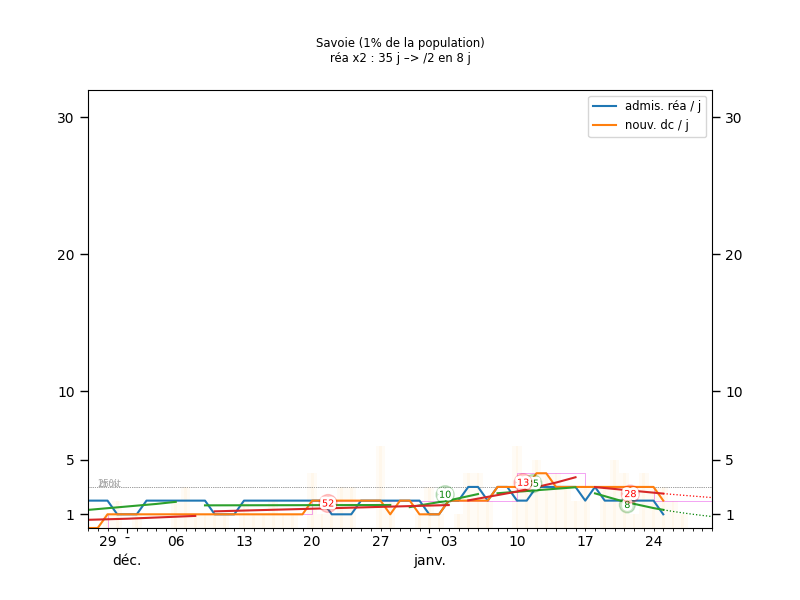 Savoie (1% de la population)
réa x2 : 35 j –> /2 en 8 j
admis. réa / j
nouv. dc / j
30
30
20
20
10
10
5
5
1
1
52
10
13
28
8
29 - 06 13 20 27 - 03 10 17 24
déc. janv.